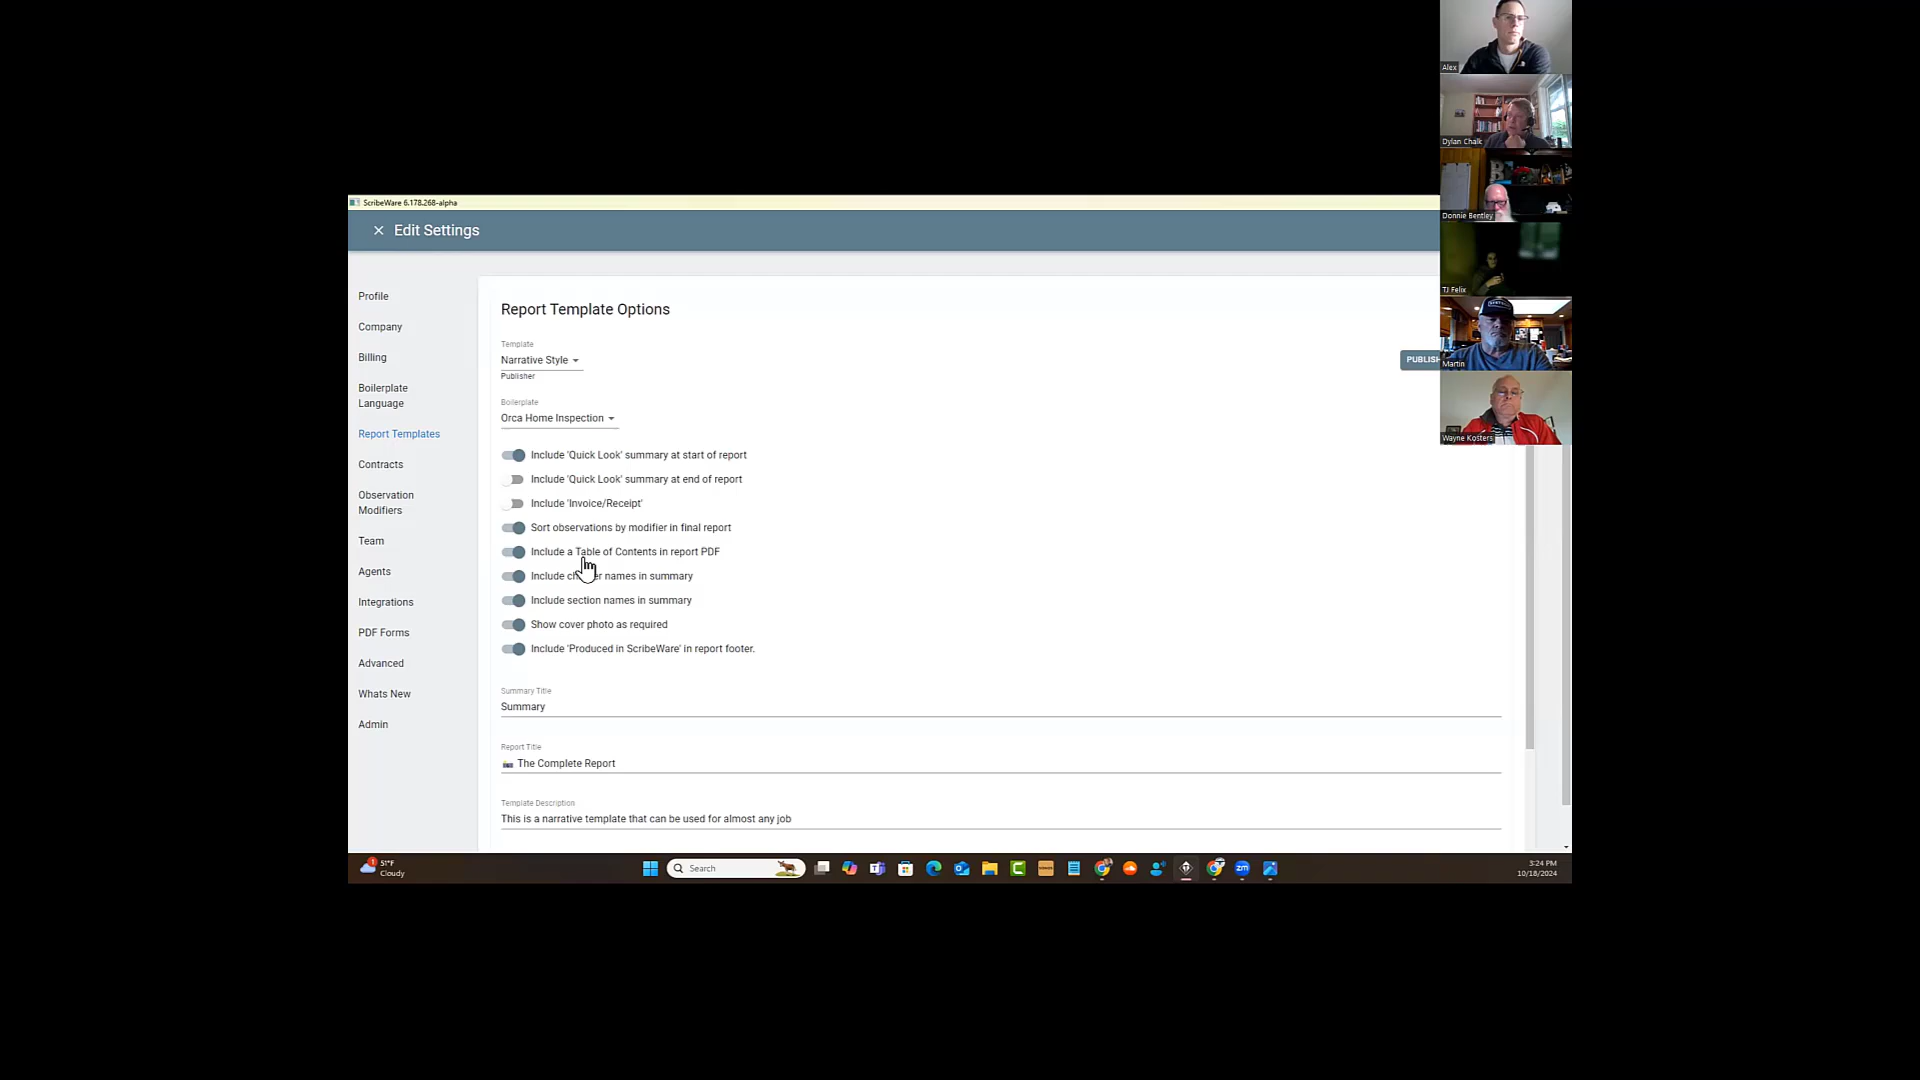 Alex
Dylan Chalk
Donnie Bentley
TJ Felix
Martin
Wayne Kosters
ScribeWare 6.178.268-alpha
Edit Settings
Profile
Company
Billing
Boilerplate
Language
Report Templates
Contracts
Observation
Modifiers
Team
Agents
Integrations
PDF Forms
Advanced
Whats New
Admin
Report Template Options
Template
Narrative Style
Publisher
PUBLISH
Boilerplate
Orca Home Inspection
Include 'Quick Look' summary at start of report
Include 'Quick Look' summary at end of report
Include 'Invoice/Receipt'
Sort observations by modifier in final report
Include a Table of Contents in report PDF
Include names in summary
Include section names in summary
Show cover photo as required
Include 'Produced in ScribeWare' in report footer.
Summary Title
Summary
Report Title
The Complete Report
Template Description
This is a narrative template that can be used for almost any job
1
51°F
Cloudy
Search
3:24 PM
10/18/2024